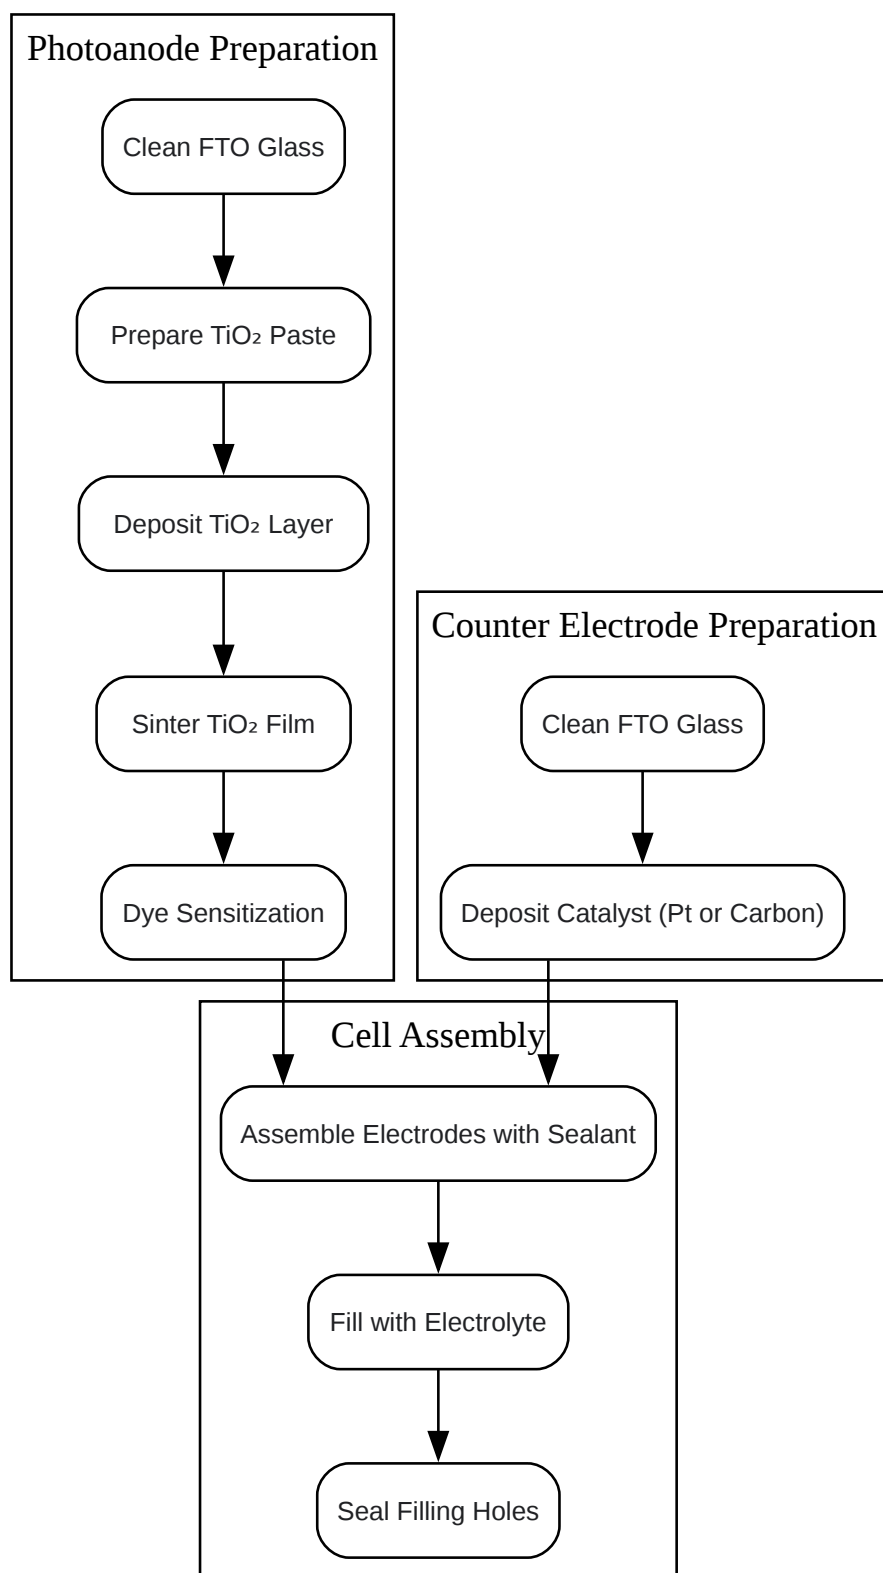 Photoanode Preparation
Clean FTO Glass
Prepare TiO₂ Paste
Deposit TiO₂ Layer
Sinter TiO₂ Film
Dye Sensitization
Counter Electrode Preparation
Clean FTO Glass
Deposit Catalyst (Pt or Carbon)
Cell Assembly
Assemble Electrodes with Sealant
Fill with Electrolyte
Seal Filling Holes